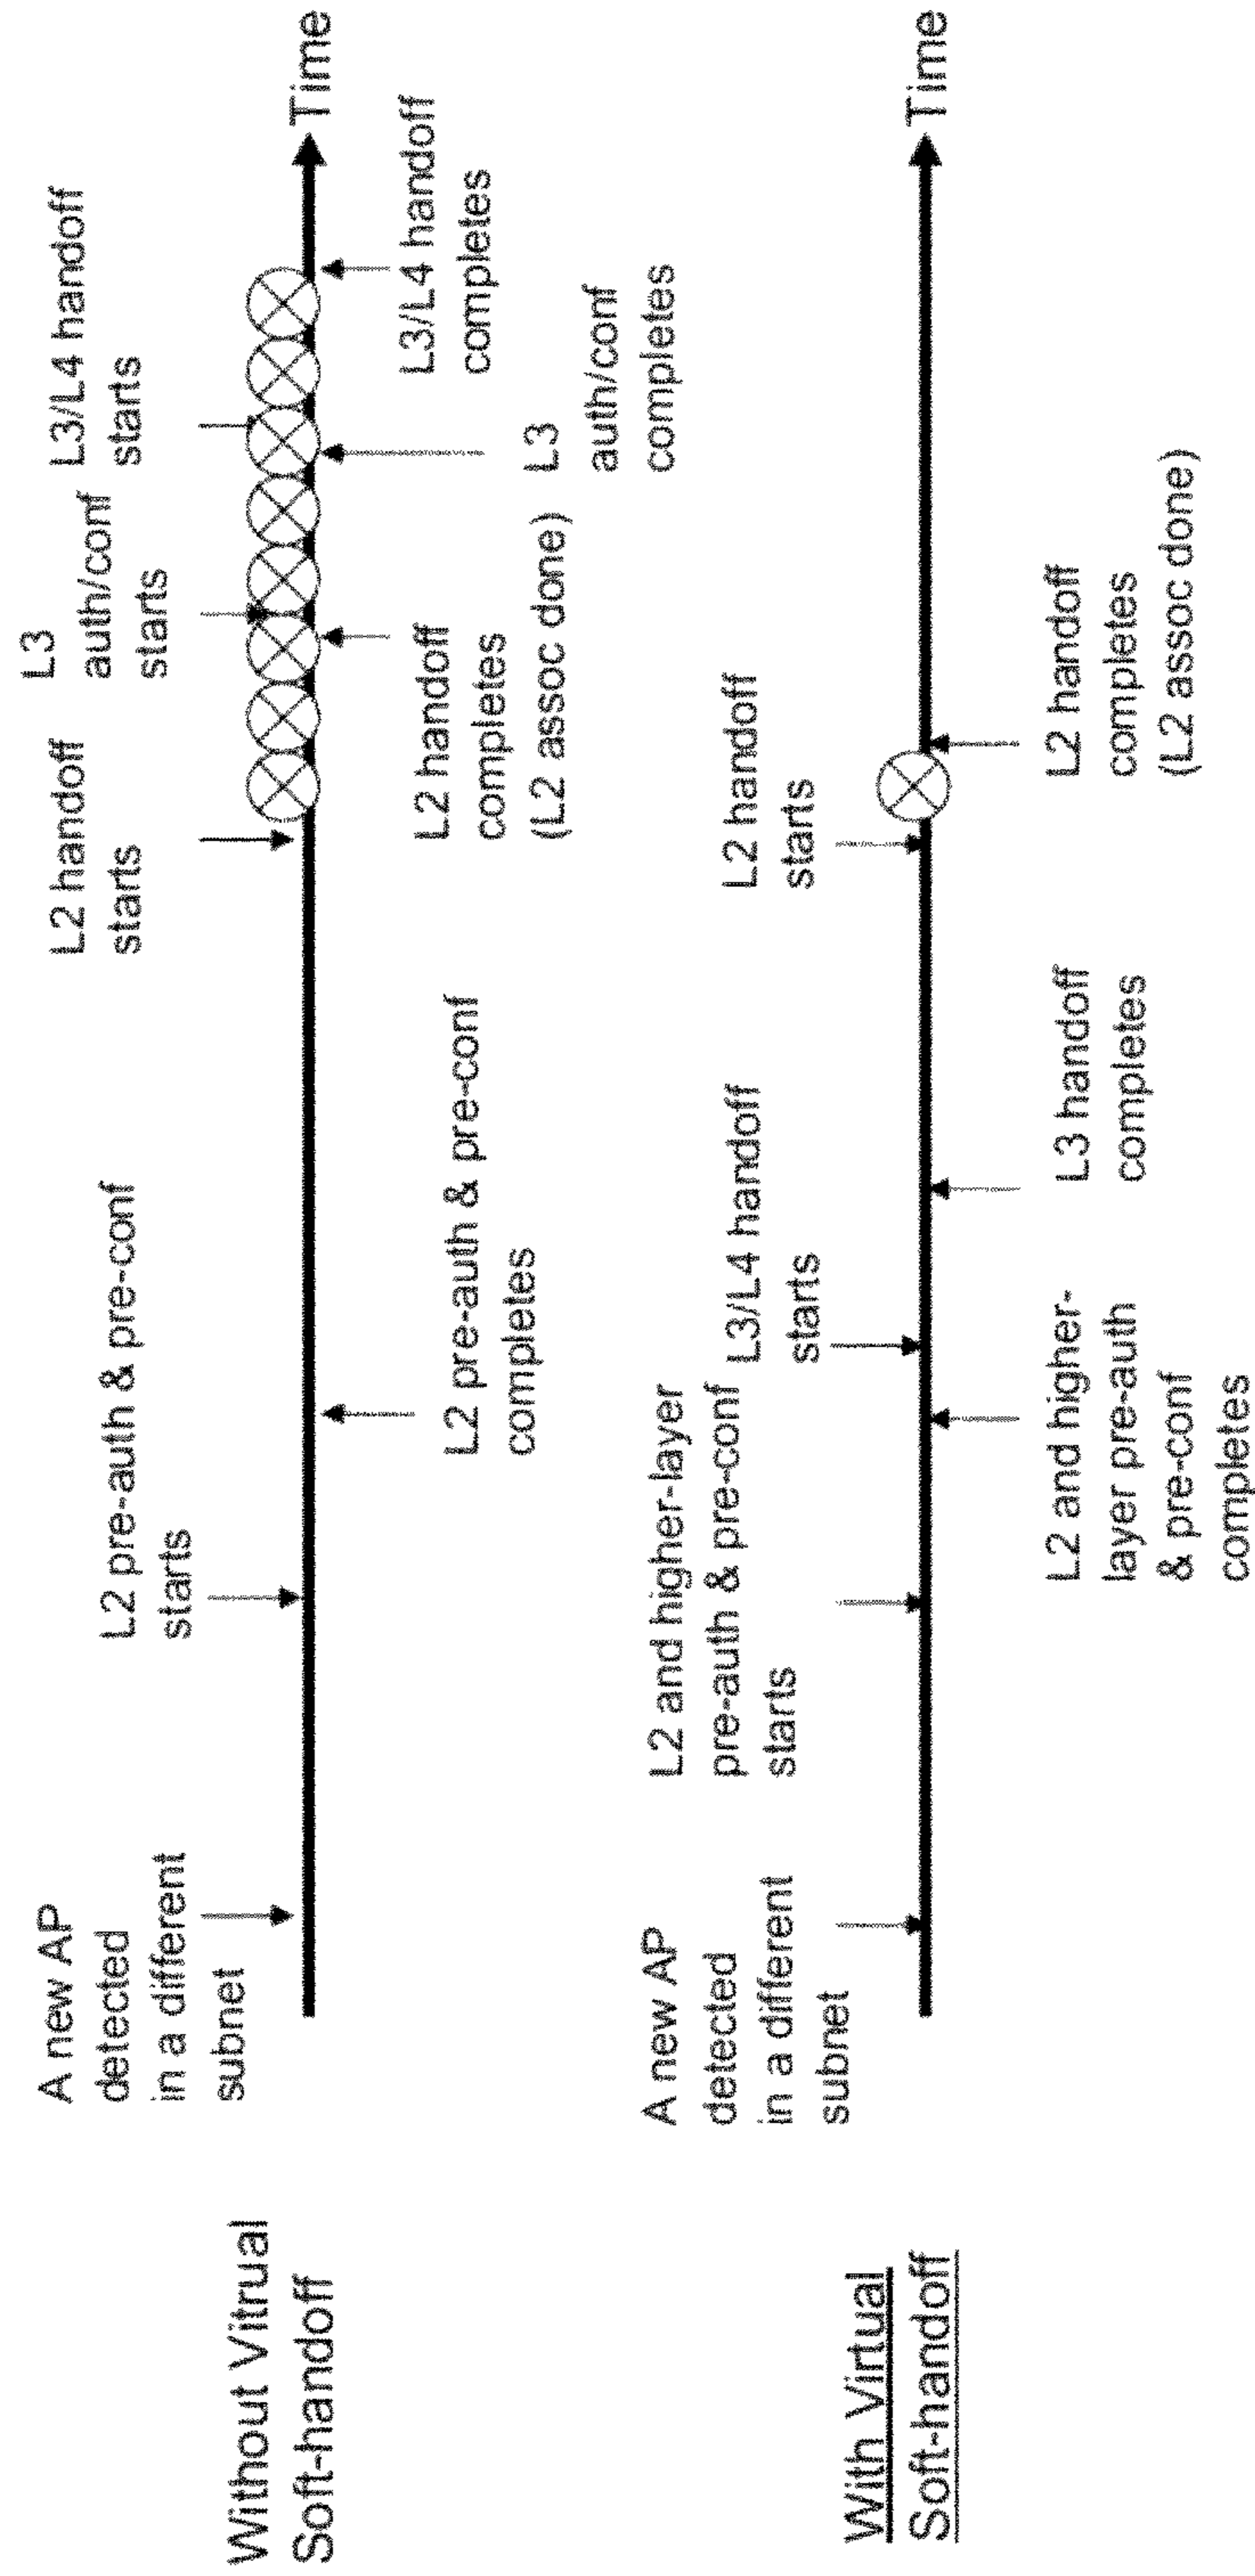 Without Vitrual
Soft-handoff
A new AP
detected
in a different
subnet
L2 pre-auth & pre-conf
starts
L2 pre-auth & pre-conf
completes
L2 handoff
starts
L2 handoff
completes
(L2 assoc done)
L3
auth/conf
starts
L3
auth/conf
completes
L3/L4 handoff
starts
L3/L4 handoff
completes
Time
With Virtual
Soft-handoff
A new AP
detected
in a different
subnet
L2 and higher-layer
pre-auth & pre-conf
starts
L2 and higher-
layer pre-auth
& pre-conf
completes
L3/L4 handoff
starts
L3 handoff
completes
L2 handoff
starts
L2 handoff
completes
(L2 assoc done)
Time